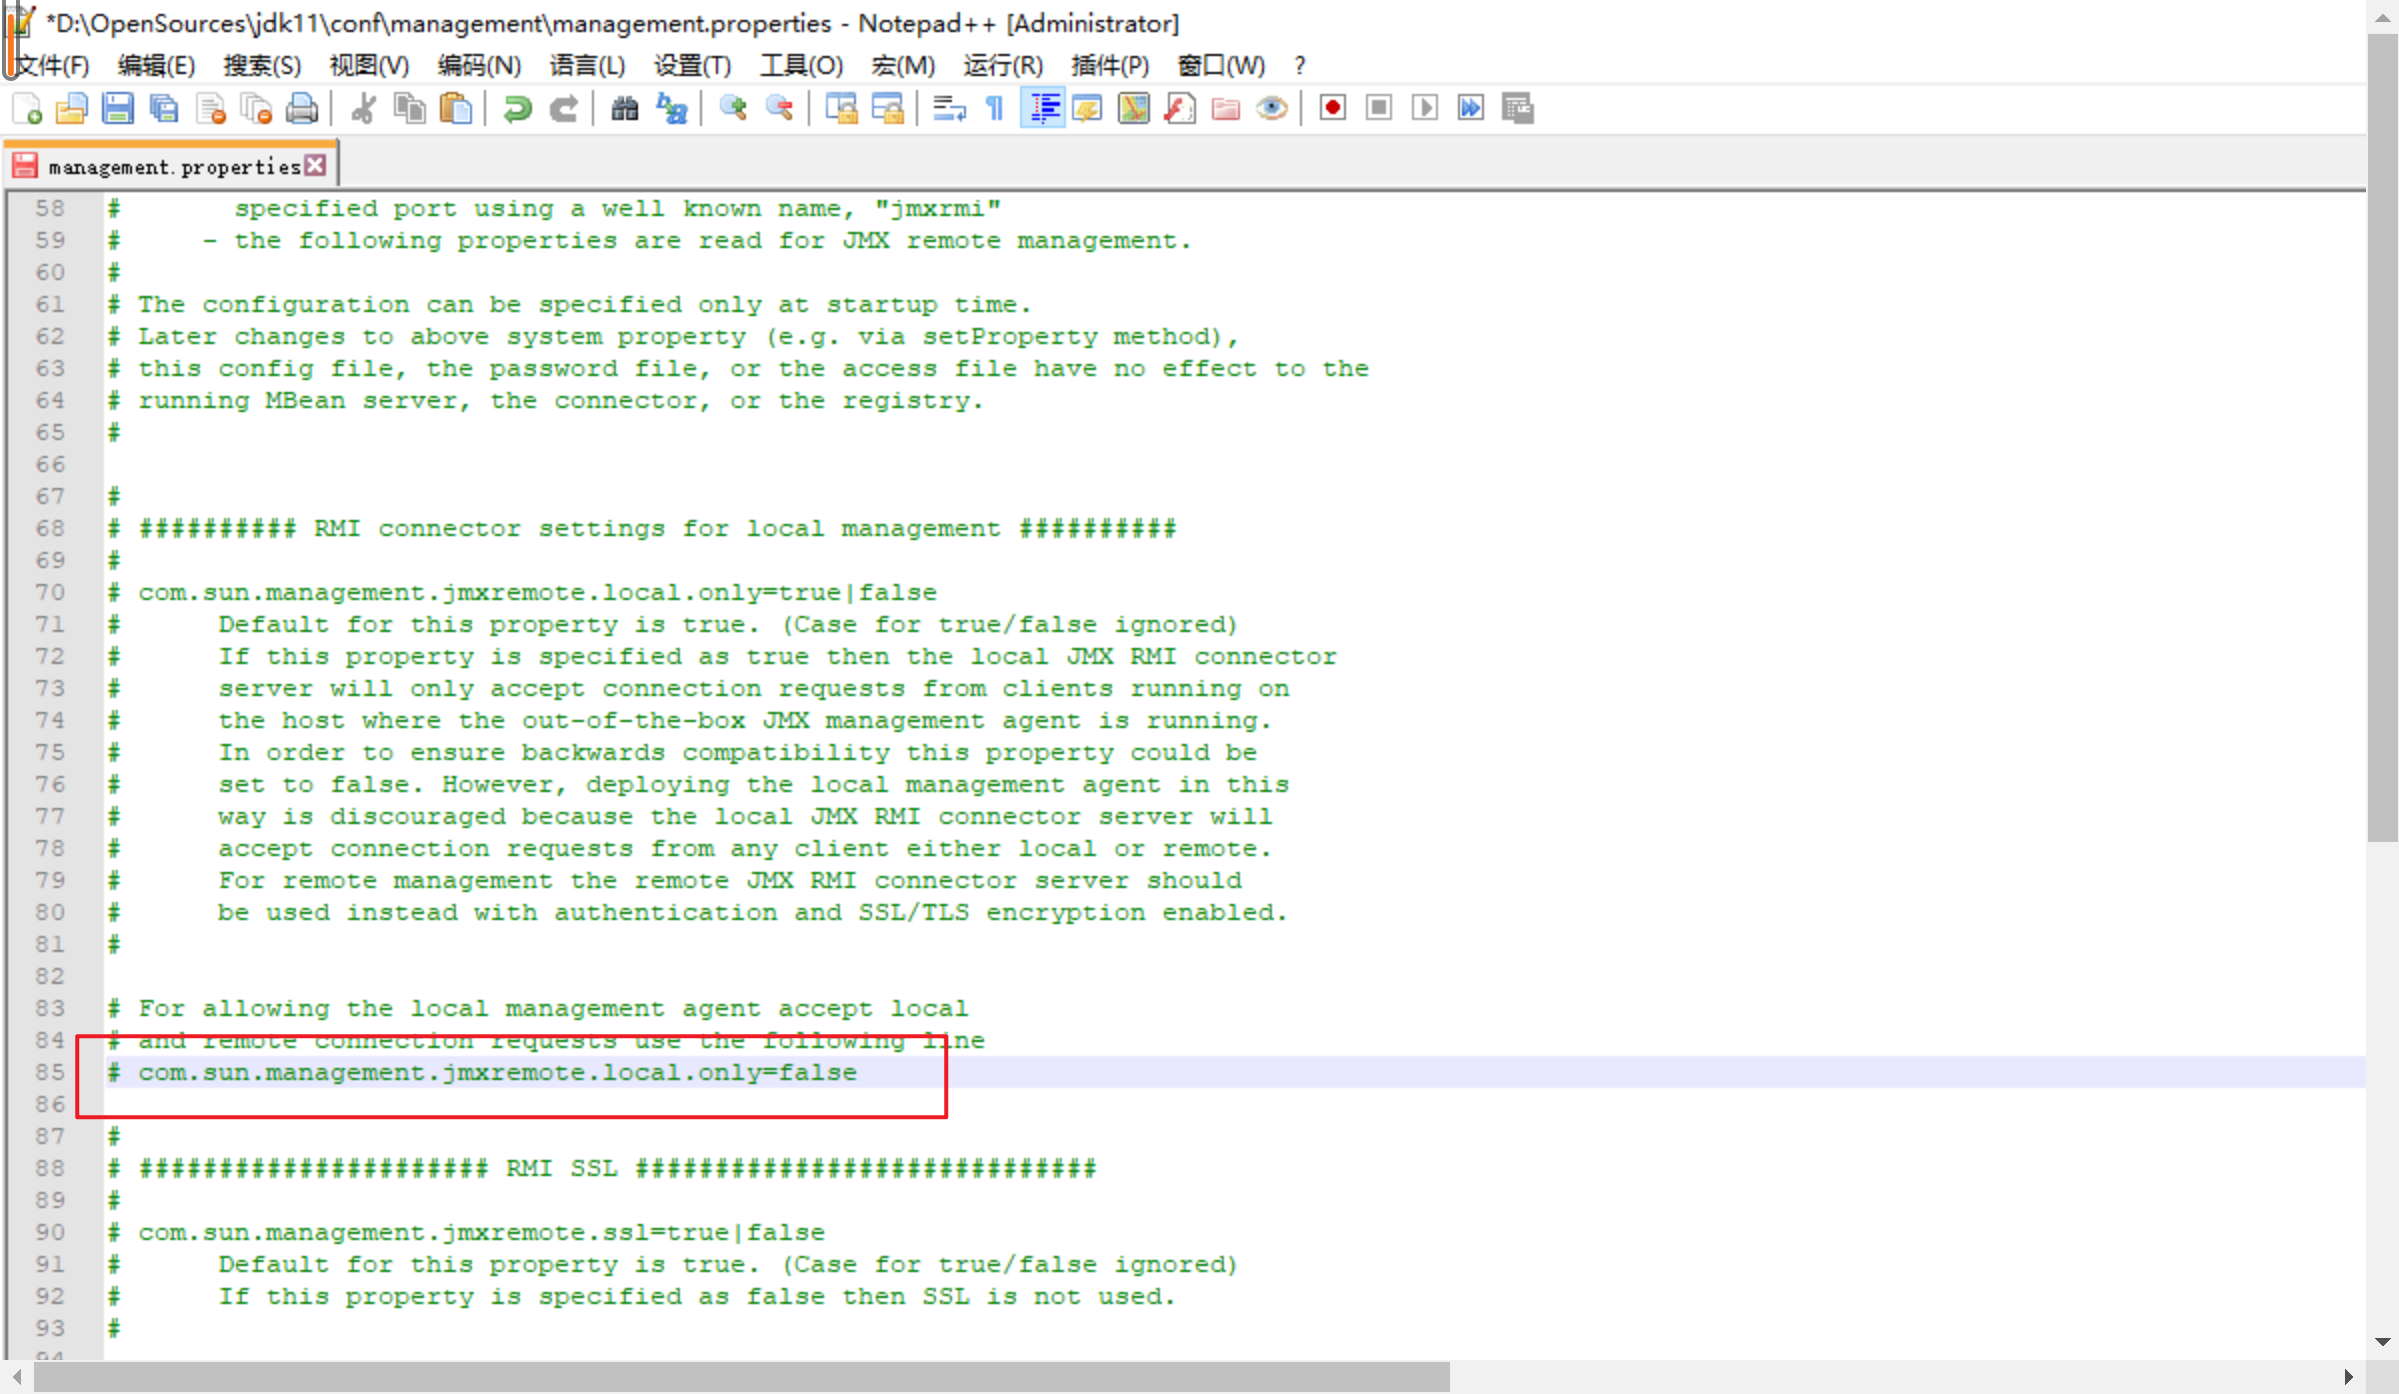 *D:\OpenSources\jdk11\conf\management\management.properties - Notepad++ [Administrator]
文件(F) 编辑(E) 搜索(S) 视图(V) 编码(N) 语言(L) 设置(T) 工具(O) 宏(M) 运行(R) 插件(P) 窗口(W) ?
management.properties
58 #       specified port using a well known name, "jmxrmi"
59 #     - the following properties are read for JMX remote management.
60 #
61 # The configuration can be specified only at startup time.
62 # Later changes to above system property (e.g. via setProperty method),
63 # this config file, the password file, or the access file have no effect to the
64 # running MBean server, the connector, or the registry.
65 #
66
67 #
68 # ########## RMI connector settings for local management ##########
69 #
70 # com.sun.management.jmxremote.local.only=true|false
71 #      Default for this property is true. (Case for true/false ignored)
72 #      If this property is specified as true then the local JMX RMI connector
73 #      server will only accept connection requests from clients running on
74 #      the host where the out-of-the-box JMX management agent is running.
75 #      In order to ensure backwards compatibility this property could be
76 #      set to false. However, deploying the local management agent in this
77 #      way is discouraged because the local JMX RMI connector server will
78 #      accept connection requests from any client either local or remote.
79 #      For remote management the remote JMX RMI connector server should
80 #      be used instead with authentication and SSL/TLS encryption enabled.
81 #
82
83 # For allowing the local management agent accept local
84 # and remote connection requests use the following line
85 # com.sun.management.jmxremote.local.only=false
86
87 #
88 # ###################### RMI SSL #############################
89 #
90 # com.sun.management.jmxremote.ssl=true|false
91 #      Default for this property is true. (Case for true/false ignored)
92 #      If this property is specified as false then SSL is not used.
93 #
94